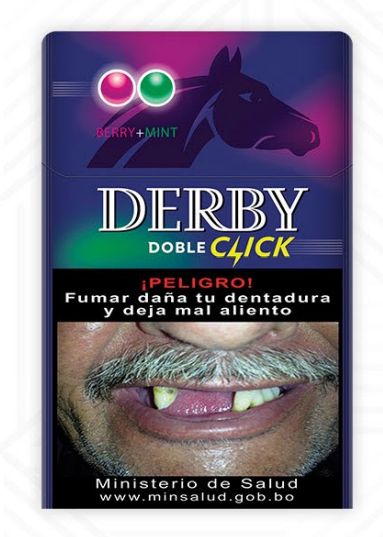 BERRY+MINT
DERBY
DOBLE CLICK
¡PELIGRO!
Fumar daña tu dentadura
y deja mal aliento
Ministerio de Salud
www.minsalud.gob.bo